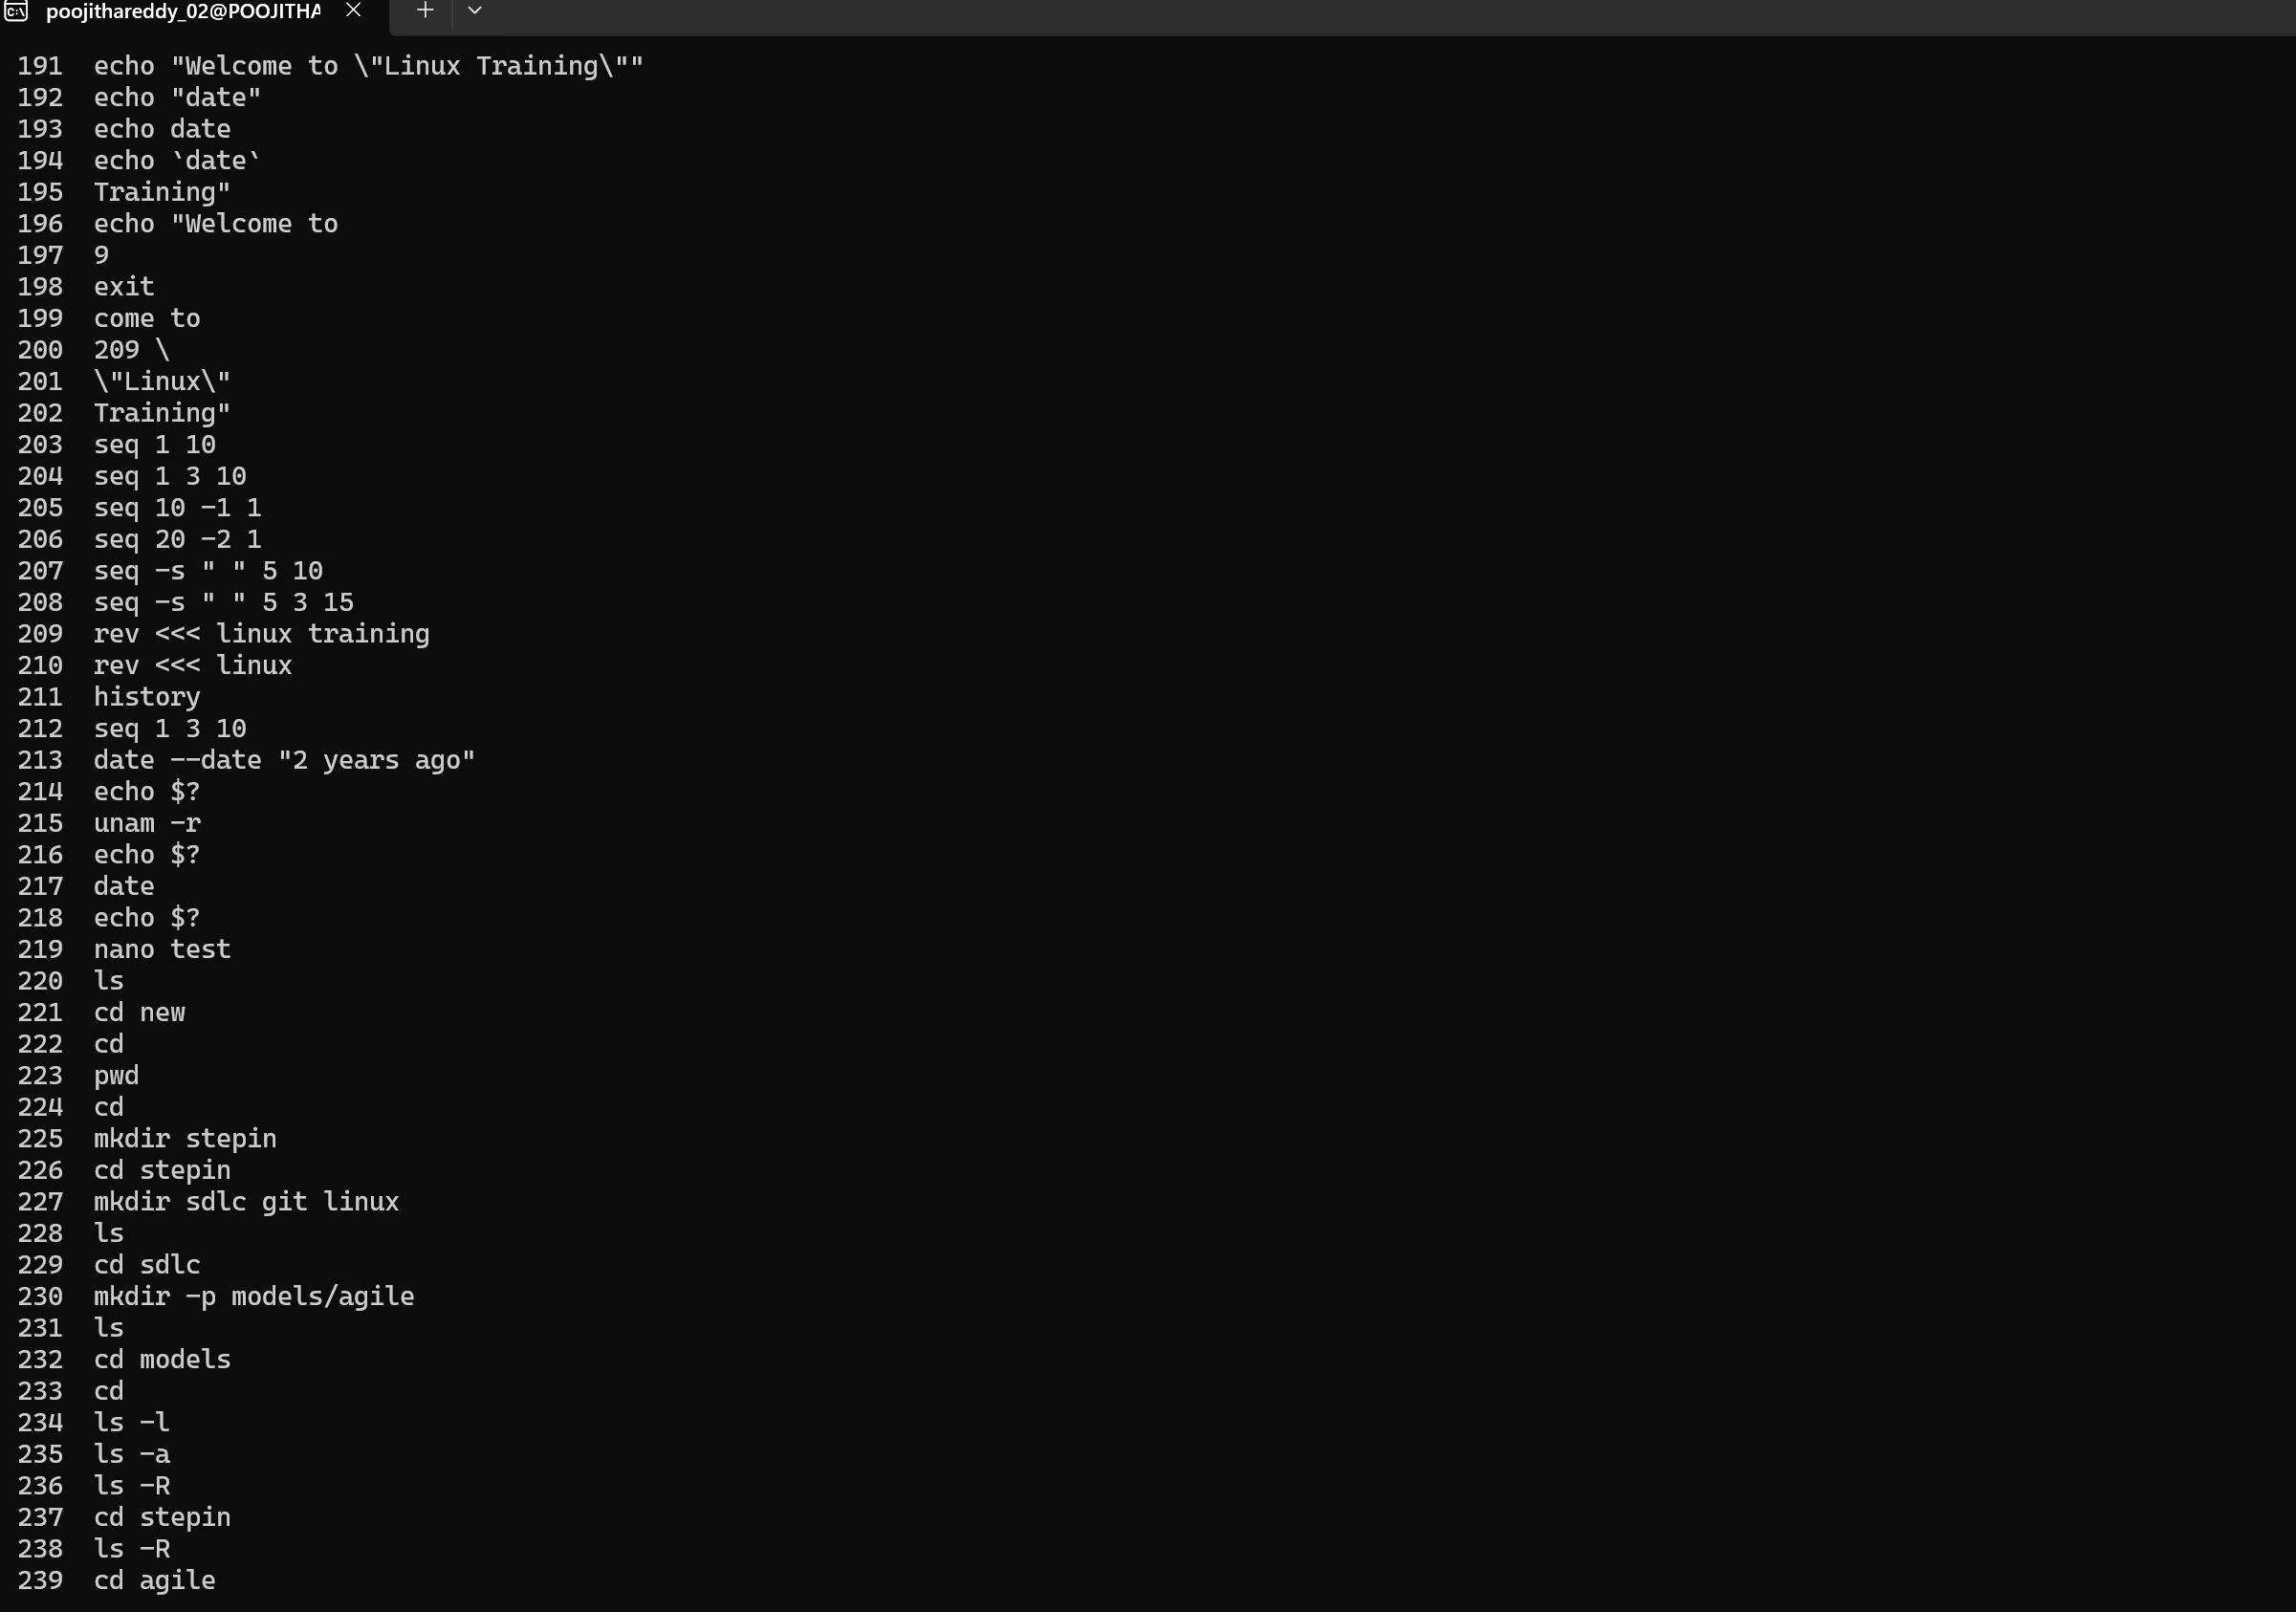 poojithareddy_02@POOJITHA
191 echo "Welcome to \"Linux Training\""
192 echo "date"
193 echo date
194 echo `date`
195 Training"
196 echo "Welcome to
197 9
198 exit
199 come to
200 209 \
201 \"Linux\"
202 Training"
203 seq 1 10
204 seq 1 3 10
205 seq 10 -1 1
206 seq 20 -2 1
207 seq -s " " 5 10
208 seq -s " " 5 3 15
209 rev <<< linux training
210 rev <<< linux
211 history
212 seq 1 3 10
213 date --date "2 years ago"
214 echo $?
215 unam -r
216 echo $?
217 date
218 echo $?
219 nano test
220 ls
221 cd new
222 cd
223 pwd
224 cd
225 mkdir stepin
226 cd stepin
227 mkdir sdlc git linux
228 ls
229 cd sdlc
230 mkdir -p models/agile
231 ls
232 cd models
233 cd
234 ls -l
235 ls -a
236 ls -R
237 cd stepin
238 ls -R
239 cd agile